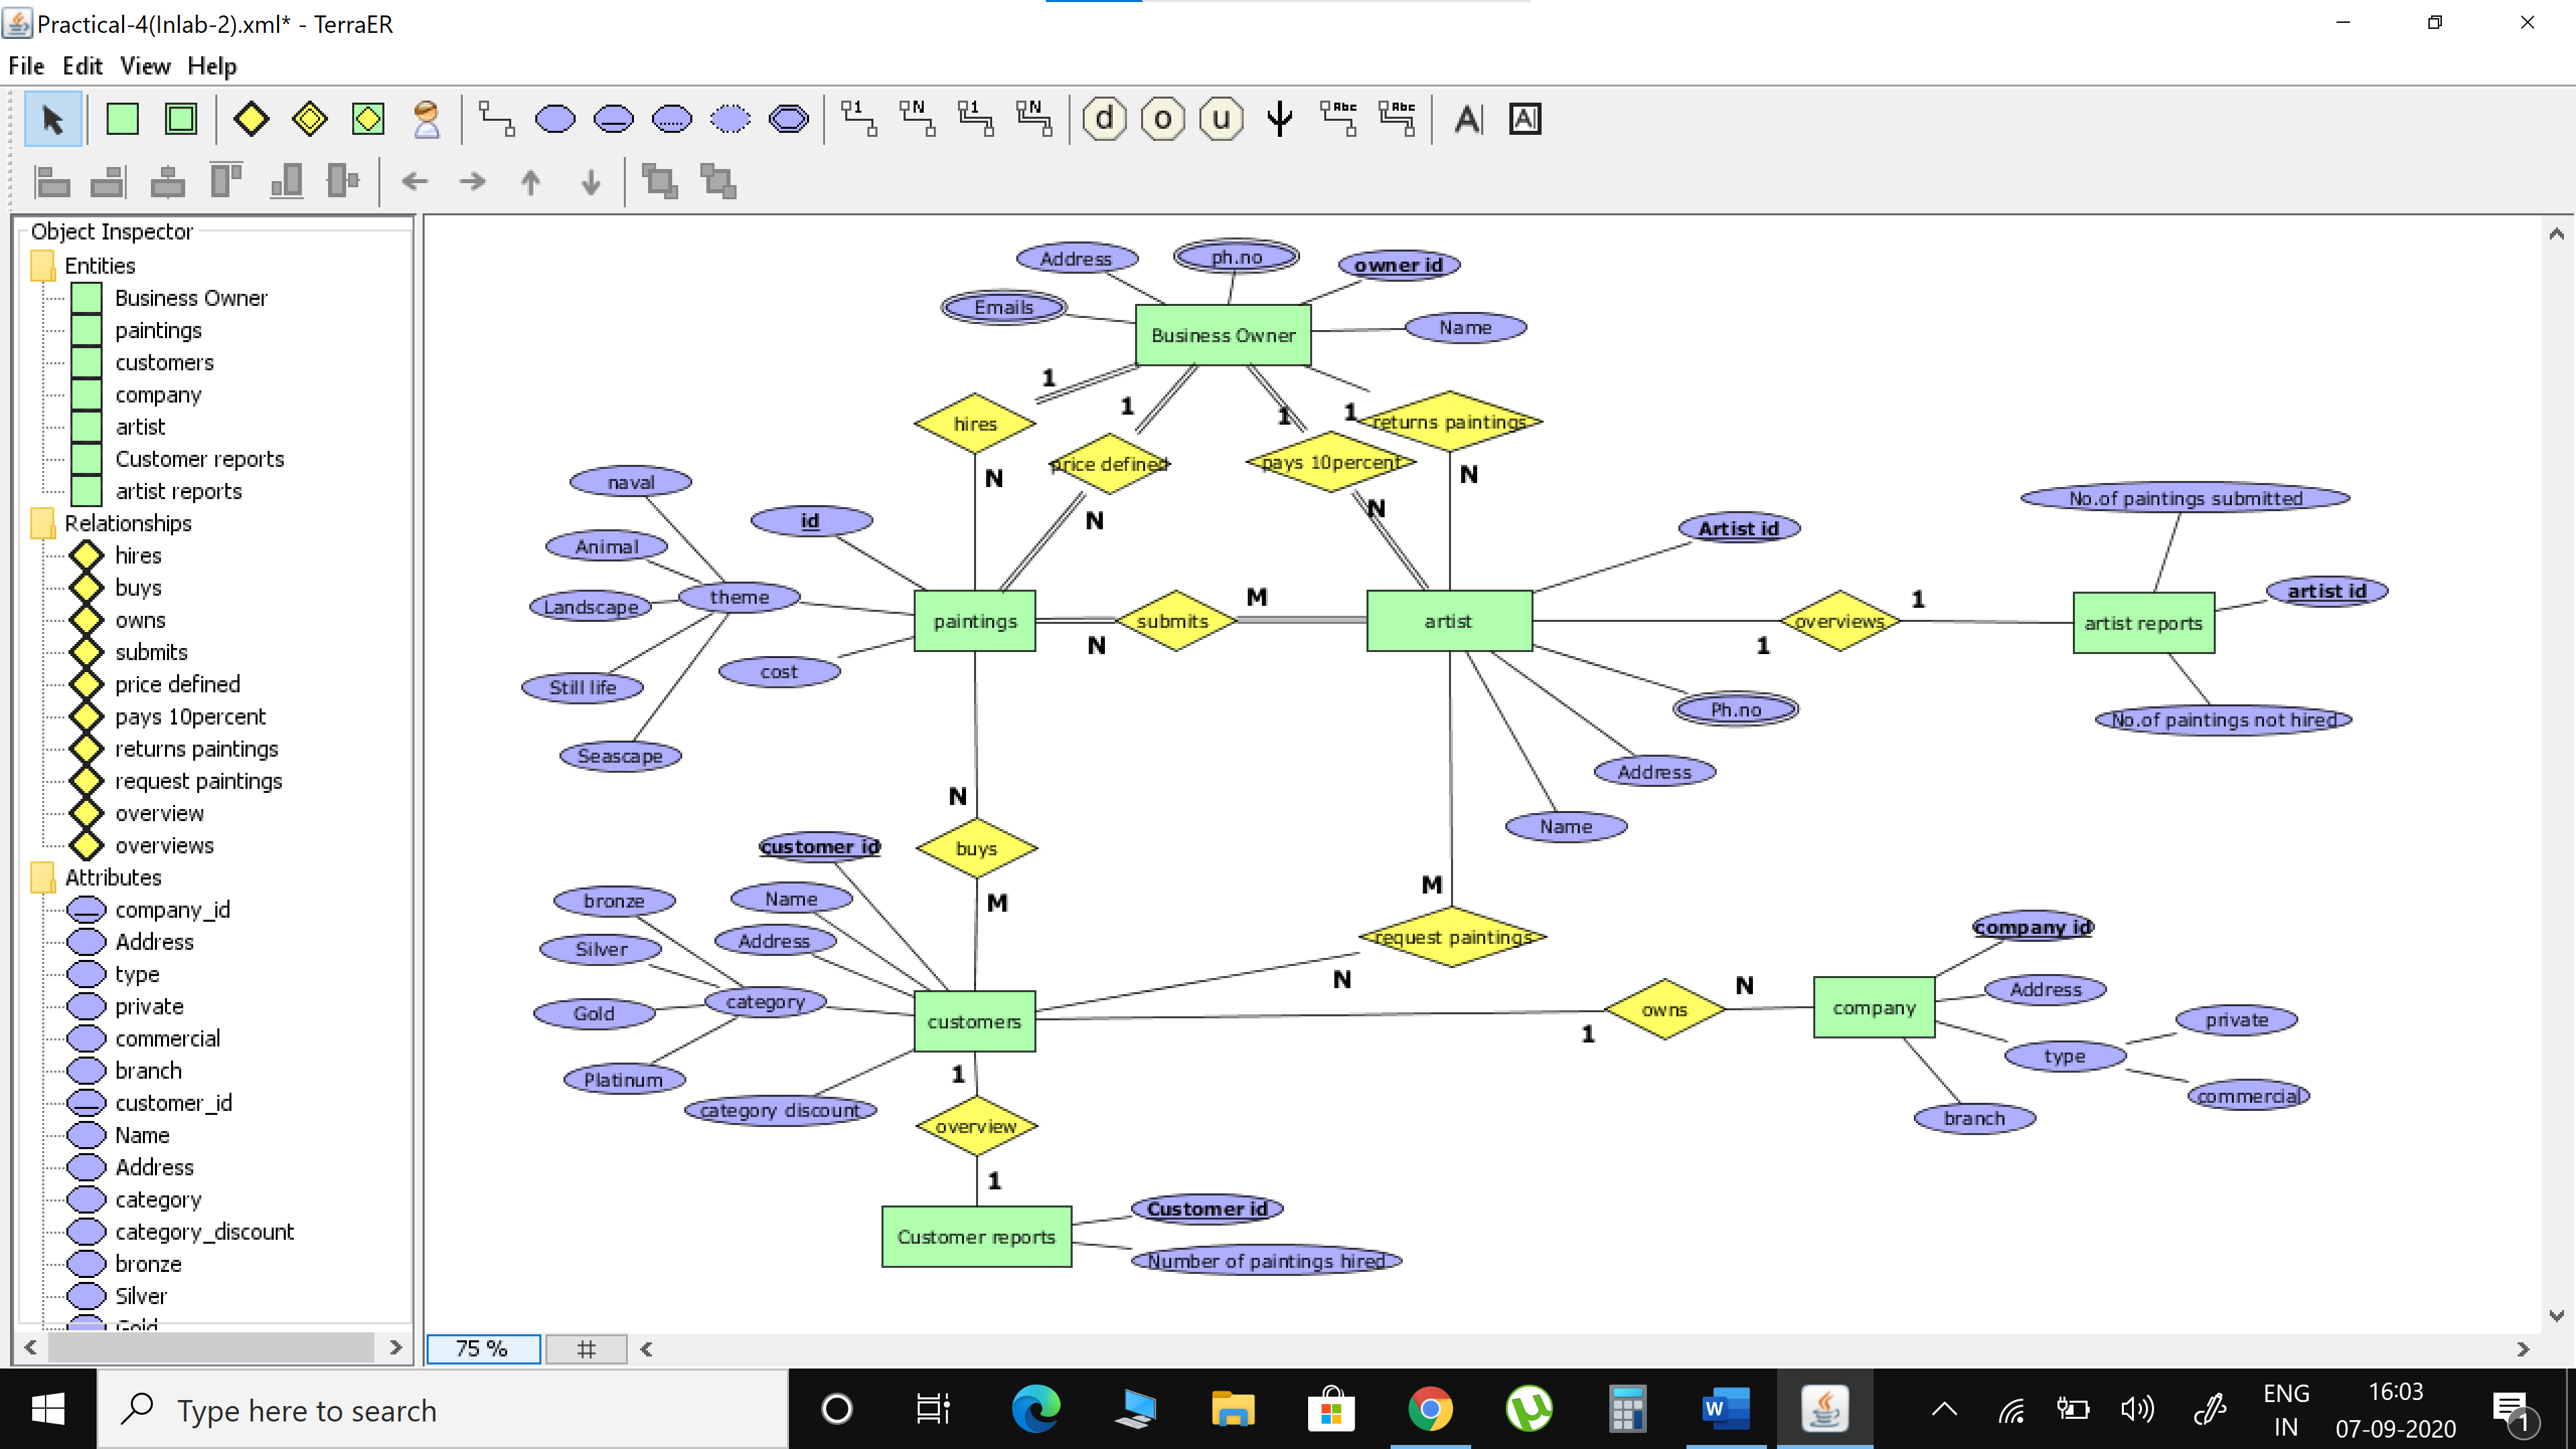 Practical-4(Inlab-2).xml* - TerraER
File Edit View Help
1 N 1 N d o u Abc Abc A A
Object Inspector
Entities
Business Owner
paintings
customers
company
artist
Customer reports
artist reports
Relationships
hires
buys
owns
submits
price defined
pays 10percent
returns paintings
request paintings
overview
overviews
Attributes
company_id
Address
type
private
commercial
branch
customer_id
Name
Address
category
category_discount
bronze
Silver
Gold
Address
ph.no
owner id
Emails
Name
Business Owner
1
1
1
1
hires
returns paintings
price defined
pays 10percent
N
N
N
N
naval
id
Animal
Landscape
theme
Still life
cost
Seascape
paintings
N
submits
M
artist
Artist id
Ph.no
Address
Name
1
overviews
1
artist reports
No.of paintings submitted
artist id
No.of paintings not hired
N
buys
M
customer id
Name
Address
bronze
Silver
Gold
category
Platinum
category discount
customers
M
request paintings
N
1
owns
N
company
company id
Address
type
private
commercial
branch
1
overview
1
Customer reports
Customer id
Number of paintings hired
75 %
Type here to search
W
ENG
IN
16:03
07-09-2020
1